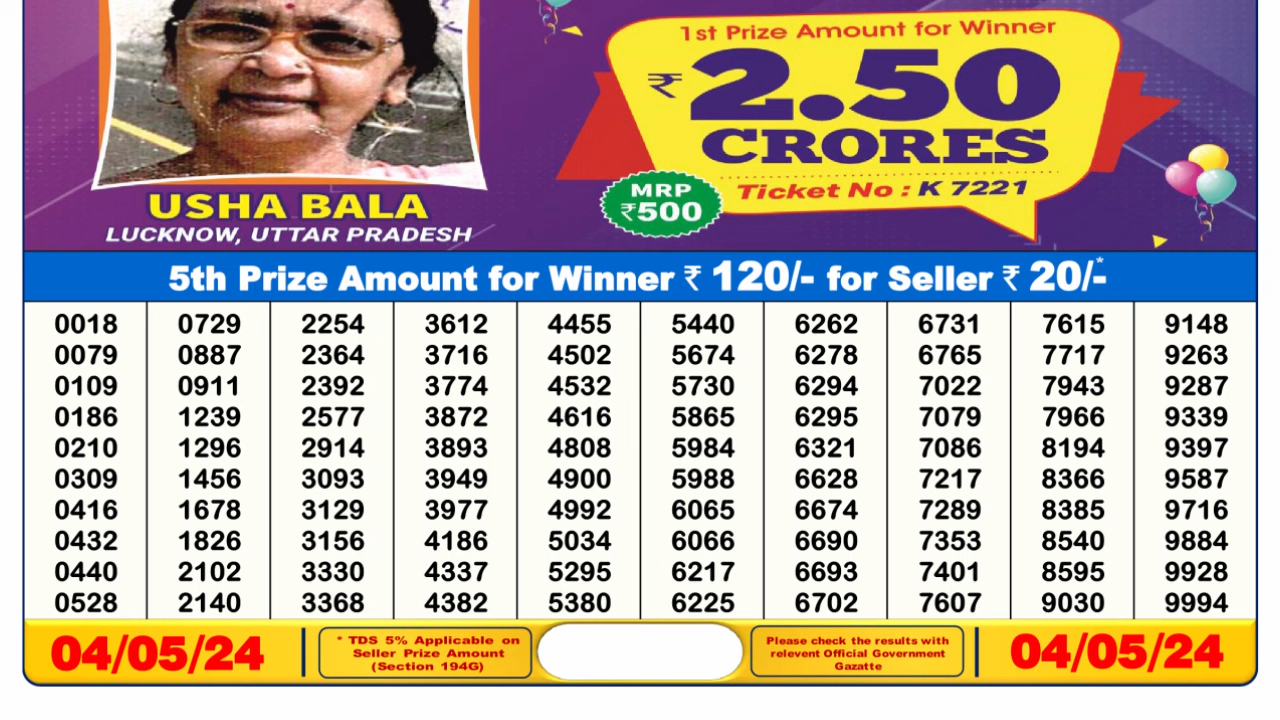 1st Prize Amount for Winner
₹2.50
CRORES
MRP
₹500
Ticket No : K 7221
USHA BALA
LUCKNOW, UTTAR PRADESH
5th Prize Amount for Winner ₹ 120/- for Seller ₹ 20/-*
0018 0729 2254 3612 4455 5440 6262 6731 7615 9148
0079 0887 2364 3716 4502 5674 6278 6765 7717 9263
0109 0911 2392 3774 4532 5730 6294 7022 7943 9287
0186 1239 2577 3872 4616 5865 6295 7079 7966 9339
0210 1296 2914 3893 4808 5984 6321 7086 8194 9397
0309 1456 3093 3949 4900 5988 6628 7217 8366 9587
0416 1678 3129 3977 4992 6065 6674 7289 8385 9716
0432 1826 3156 4186 5034 6066 6690 7353 8540 9884
0440 2102 3330 4337 5295 6217 6693 7401 8595 9928
0528 2140 3368 4382 5380 6225 6702 7607 9030 9994
04/05/24
* TDS 5% Applicable on
Seller Prize Amount
(Section 194G)
Please check the results with
relevent Official Government
Gazatte
04/05/24